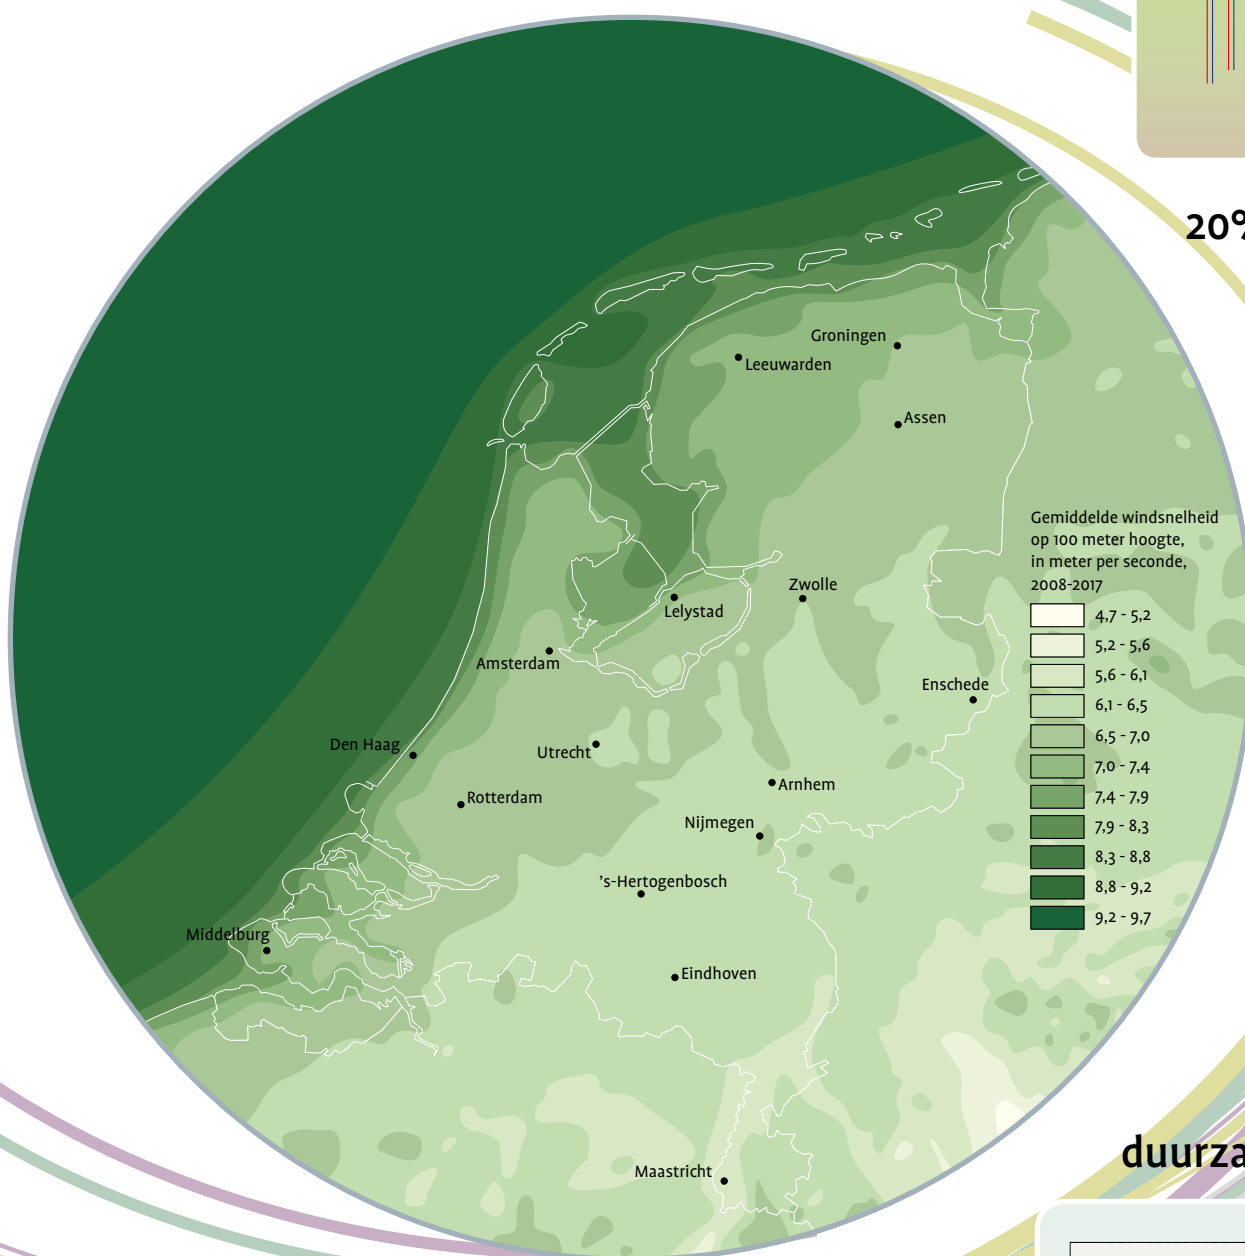 20%
Groningen
Leeuwarden
Assen
Gemiddelde windsnelheid
op 100 meter hoogte,
in meter per seconde,
2008-2017
4,7 - 5,2
5,2 - 5,6
5,6 - 6,1
6,1 - 6,5
6,5 - 7,0
7,0 - 7,4
7,4 - 7,9
7,9 - 8,3
8,3 - 8,8
8,8 - 9,2
9,2 - 9,7
Zwolle
Lelystad
Amsterdam
Enschede
Den Haag
Utrecht
Arnhem
Rotterdam
Nijmegen
's-Hertogenbosch
Middelburg
Eindhoven
Maastricht
duurza